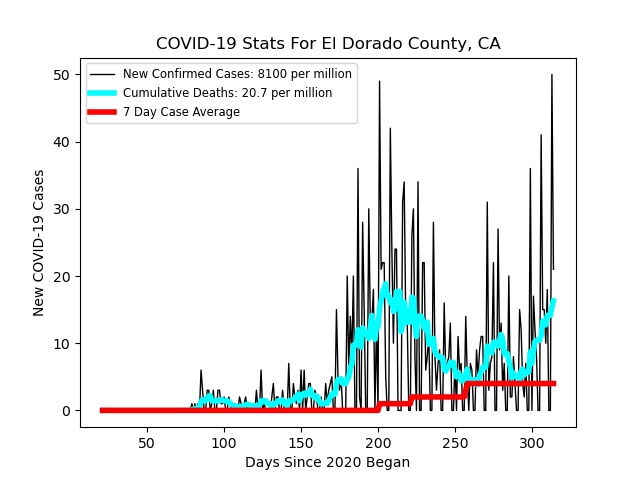 COVID-19 Stats For El Dorado County, CA
New Confirmed Cases: 8100 per million
Cumulative Deaths: 20.7 per million
7 Day Case Average
New COVID-19 Cases
50
40
30
20
10
0
50 100 150 200 250 300
Days Since 2020 Began